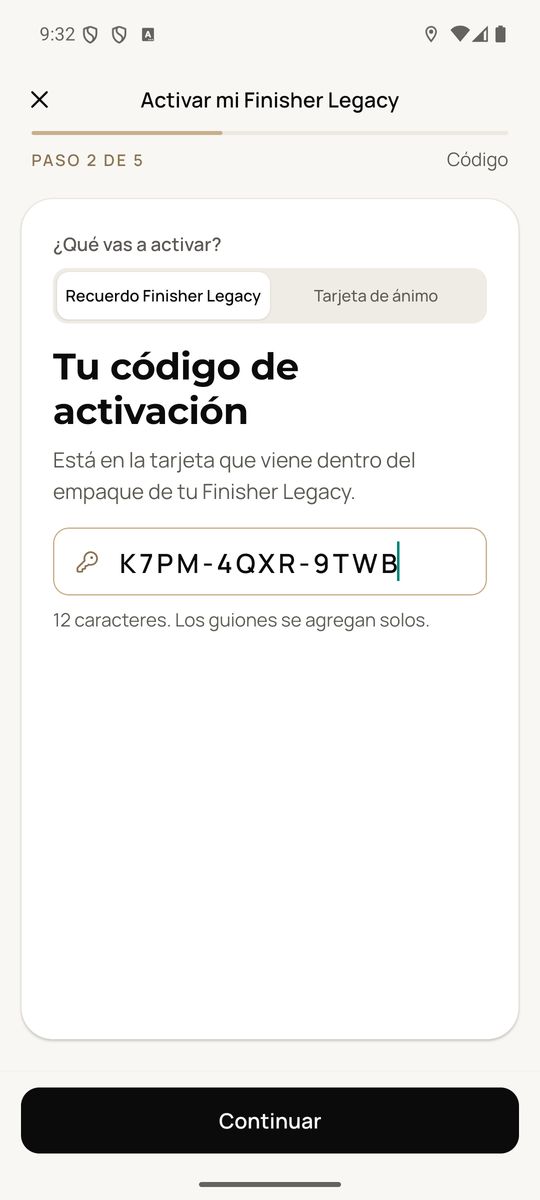 9:32
Activar mi Finisher Legacy
PASO 2 DE 5
Código
¿Qué vas a activar?
Recuerdo Finisher Legacy
Tarjeta de ánimo
Tu código de
activación
Está en la tarjeta que viene dentro del
empaque de tu Finisher Legacy.
K7PM-4QXR-9TWB
12 caracteres. Los guiones se agregan solos.
Continuar